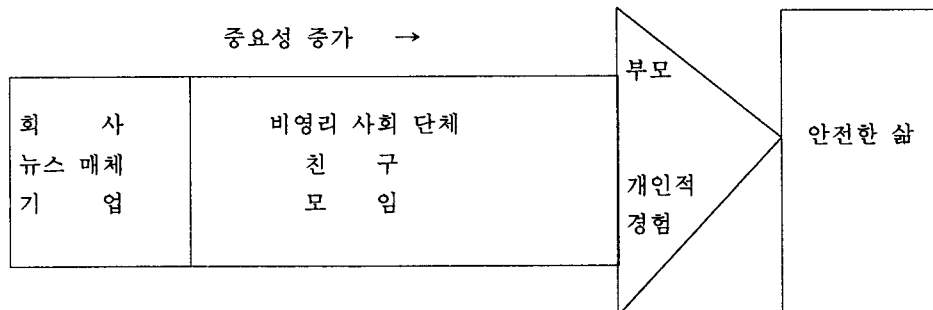 중요성 증가 →
회 사
뉴스 매체
기 업
비영리 사회 단체
친 구
모 임
부모
개인적
경험
안전한 삶